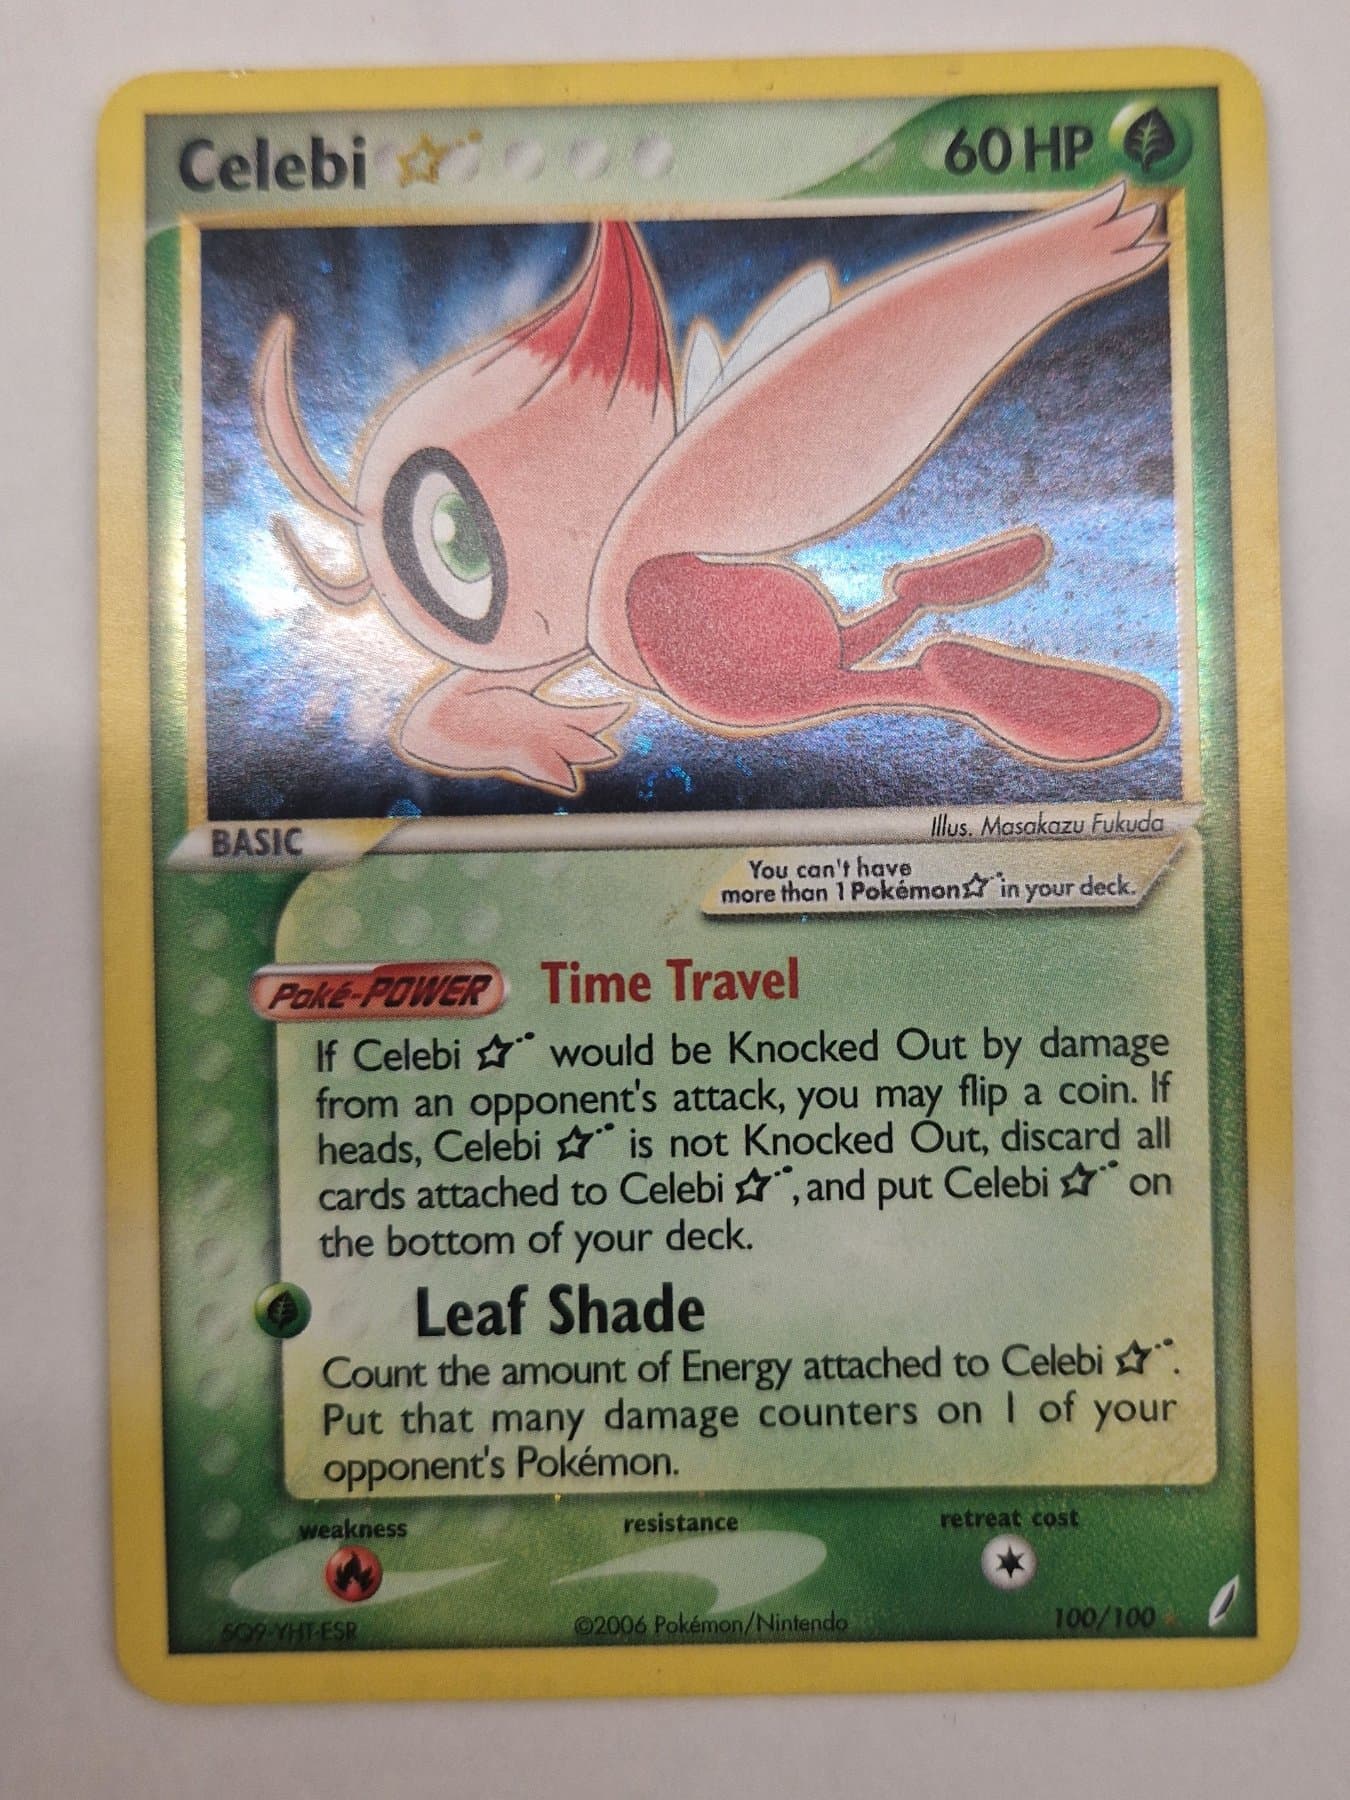 Celebi ☆
60 HP
BASIC
Illus. Masakazu Fukuda
You can't have
more than 1 Pokémon☆ in your deck.
Poké-POWER Time Travel
If Celebi ☆ would be Knocked Out by damage
from an opponent's attack, you may flip a coin. If
heads, Celebi ☆ is not Knocked Out, discard all
cards attached to Celebi ☆, and put Celebi ☆ on
the bottom of your deck.
Leaf Shade
Count the amount of Energy attached to Celebi ☆.
Put that many damage counters on 1 of your
opponent's Pokémon.
weakness resistance retreat cost
6Q9-YHT-ESR ©2006 Pokémon/Nintendo 100/100